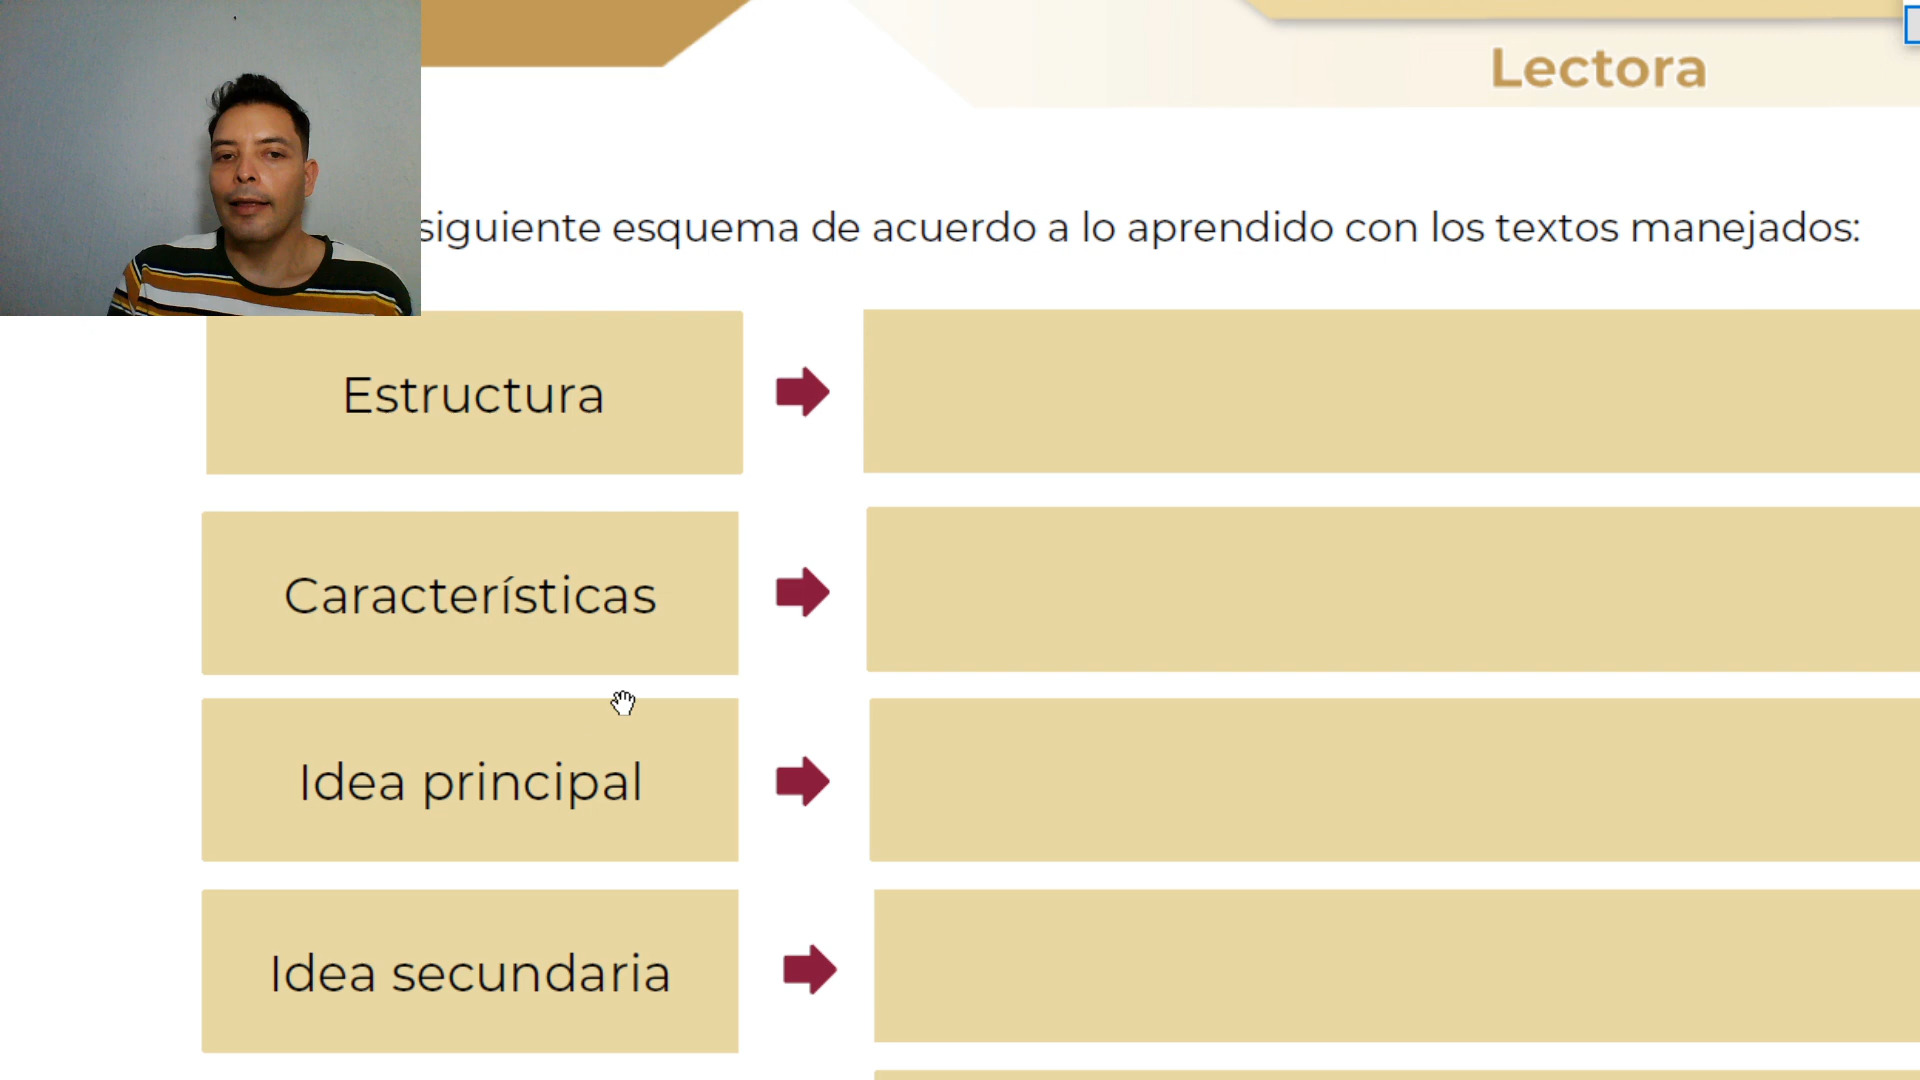 Lectora
siguiente esquema de acuerdo a lo aprendido con los textos manejados:
Estructura
Características
Idea principal
Idea secundaria